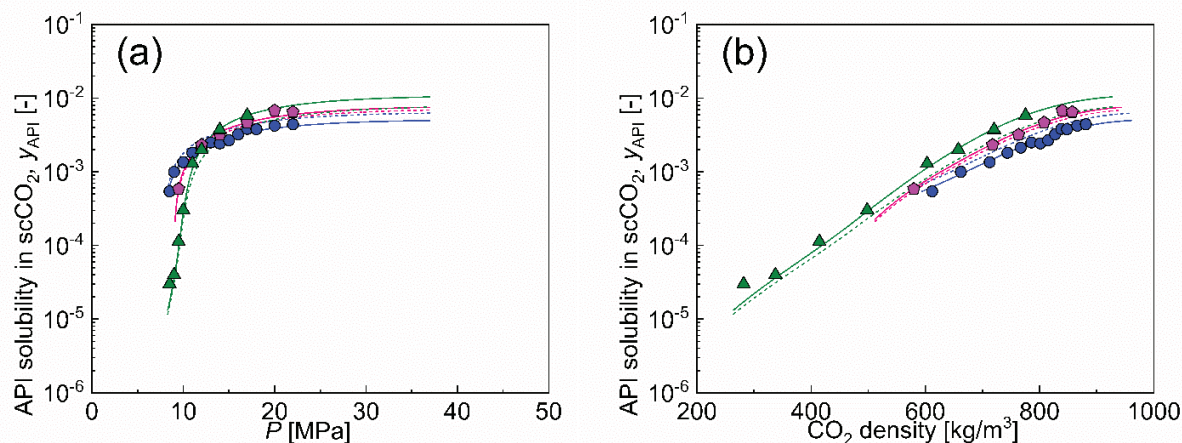 (a)
API solubility in scCO₂, y_API [-]
10⁻¹
10⁻²
10⁻³
10⁻⁴
10⁻⁵
10⁻⁶
0 10 20 30 40 50
P [MPa]
(b)
API solubility in scCO₂, y_API [-]
10⁻¹
10⁻²
10⁻³
10⁻⁴
10⁻⁵
10⁻⁶
200 400 600 800 1000
CO₂ density [kg/m³]